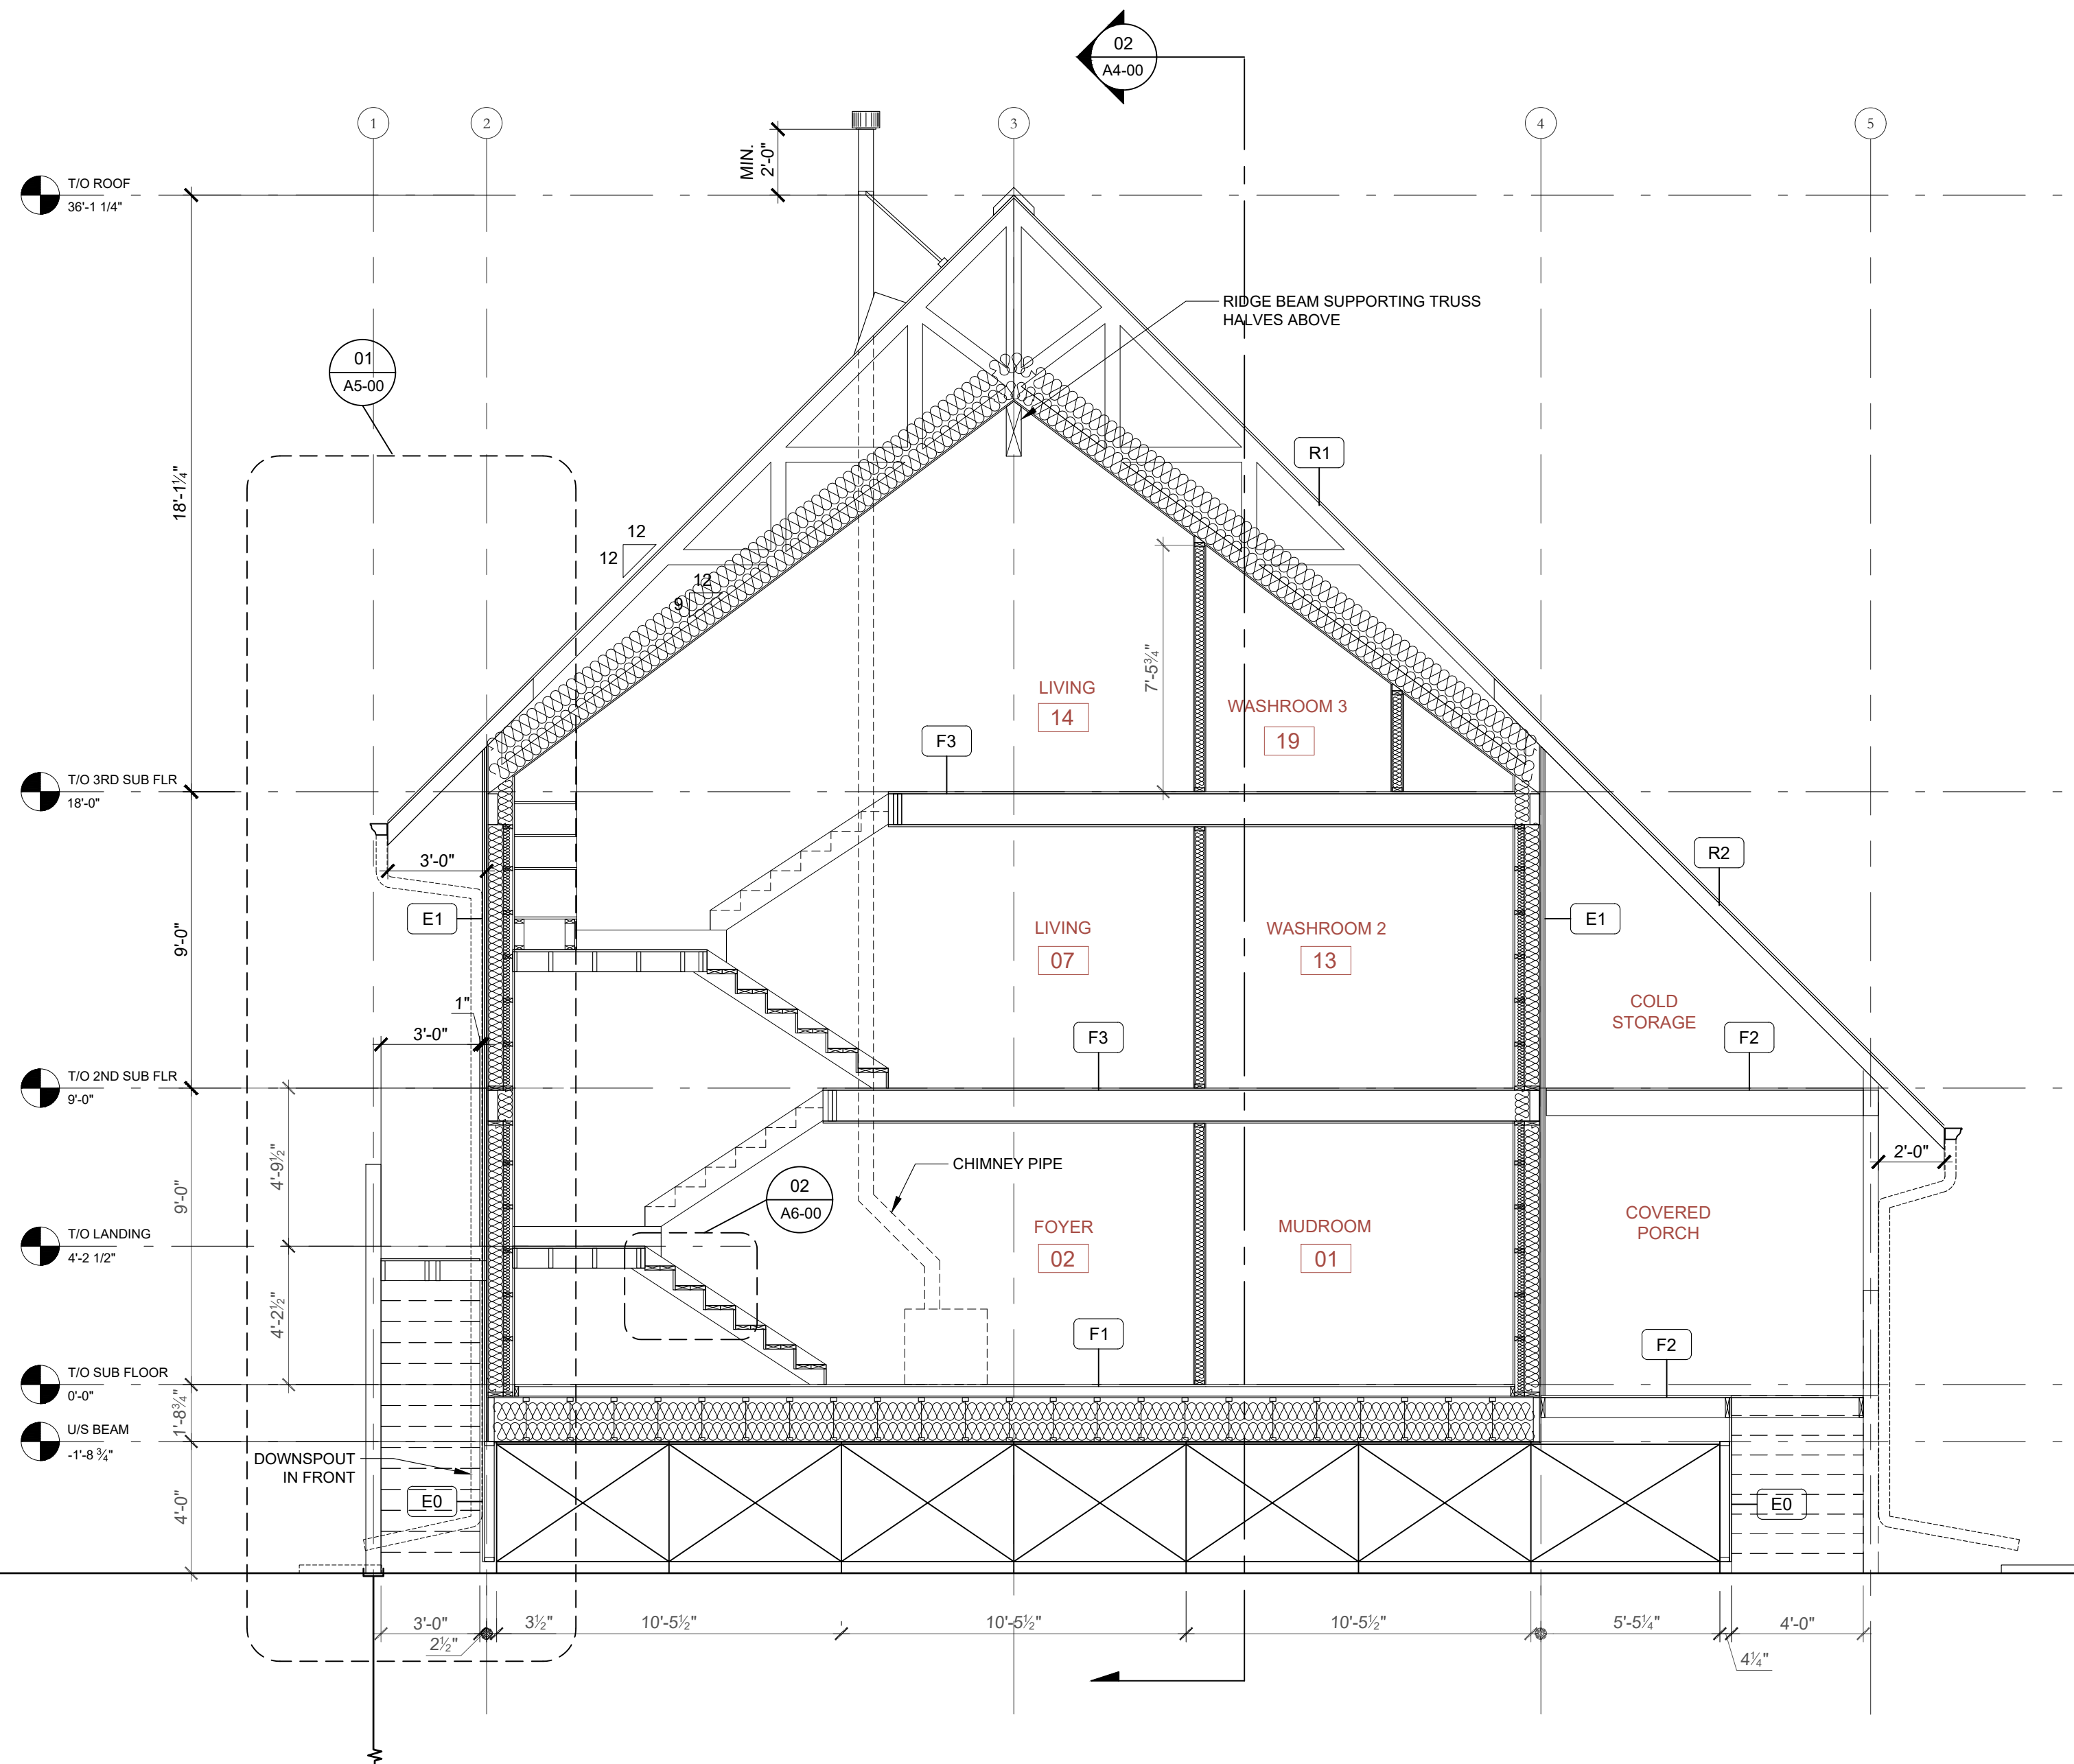 02
A4-00
1
2
3
4
5
MIN.
2'-0"
T/O ROOF
36'-1 1/4"
RIDGE BEAM SUPPORTING TRUSS
HALVES ABOVE
01
A5-00
R1
18'-1¼"
12
12
12
9
7'-5¾"
LIVING
14
WASHROOM 3
19
F3
T/O 3RD SUB FLR
18'-0"
3'-0"
R2
E1
E1
9'-0"
LIVING
07
WASHROOM 2
13
COLD
STORAGE
1"
3'-0"
F3
F2
T/O 2ND SUB FLR
9'-0"
4'-9½"
9'-0"
CHIMNEY PIPE
2'-0"
02
A6-00
T/O LANDING
4'-2 1/2"
FOYER
02
MUDROOM
01
COVERED
PORCH
4'-2½"
F1
F2
T/O SUB FLOOR
0'-0"
1'-8¾"
U/S BEAM
-1'-8 ¾"
DOWNSPOUT
IN FRONT
E0
E0
4'-0"
3'-0"
2½"
3½"
10'-5½"
10'-5½"
10'-5½"
5'-5¼"
4'-0"
4¼"